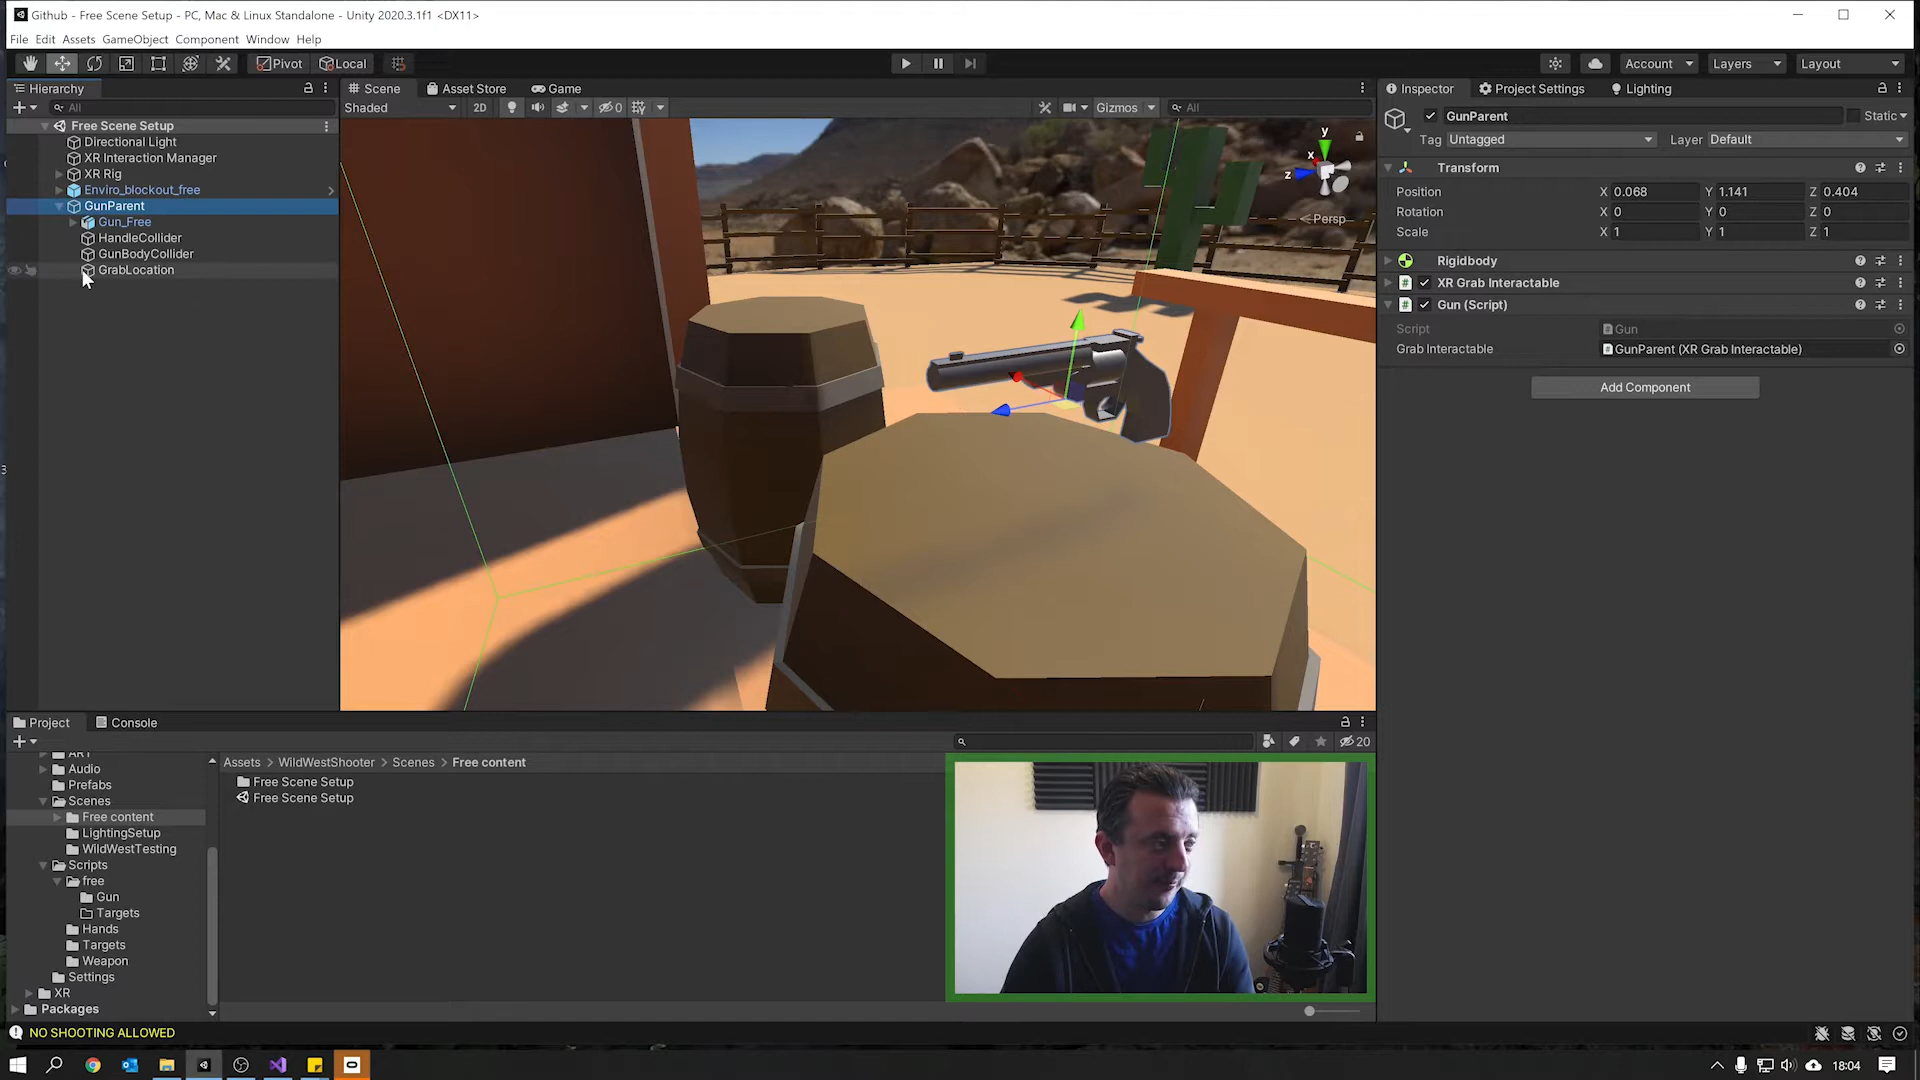 Github - Free Scene Setup - PC, Mac & Linux Standalone - Unity 2020.3.1f1 <DX11>
File Edit Assets GameObject Component Window Help
Pivot Local Account Layers Layout
Hierarchy
All
Free Scene Setup
Directional Light
XR Interaction Manager
XR Rig
Enviro_blockout_free
GunParent
Gun_Free
HandleCollider
GunBodyCollider
GrabLocation
Scene Asset Store Game
Shaded 2D 0 Gizmos All
y
x
z
Persp
Inspector Project Settings Lighting
GunParent Static
Tag Untagged Layer Default
Transform
Position X 0.068 Y 1.141 Z 0.404
Rotation X 0 Y 0 Z 0
Scale X 1 Y 1 Z 1
Rigidbody
XR Grab Interactable
Gun (Script)
Script Gun
Grab Interactable GunParent (XR Grab Interactable)
Add Component
Project Console
20
ART
Audio
Prefabs
Scenes
Free content
LightingSetup
WildWestTesting
Scripts
free
Gun
Targets
Hands
Targets
Weapon
Settings
XR
Packages
Assets > WildWestShooter > Scenes > Free content
Free Scene Setup
Free Scene Setup
NO SHOOTING ALLOWED
18:04